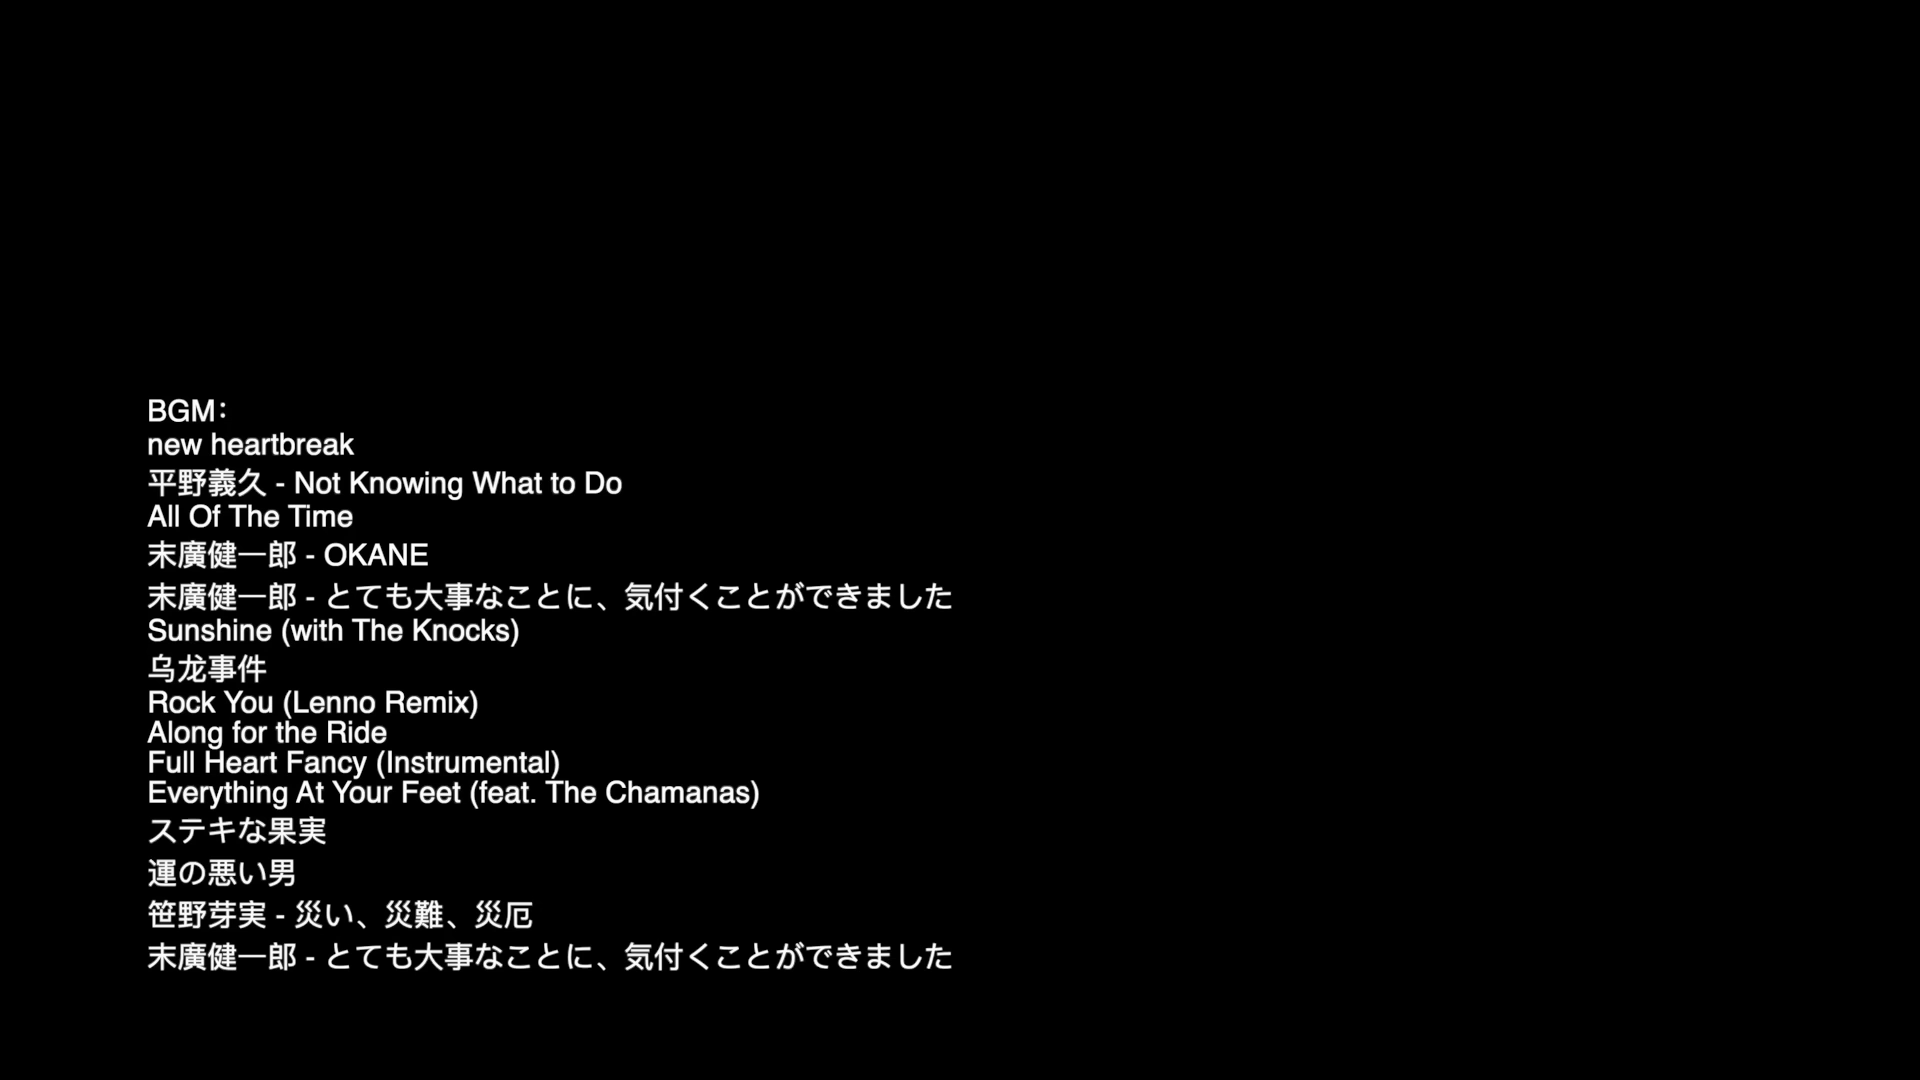 BGM：
new heartbreak
平野義久 - Not Knowing What to Do
All Of The Time
末廣健一郎 - OKANE
末廣健一郎 - とても大事なことに、気付くことができました
Sunshine (with The Knocks)
乌龙事件
Rock You (Lenno Remix)
Along for the Ride
Full Heart Fancy (Instrumental)
Everything At Your Feet (feat. The Chamanas)
ステキな果実
運の悪い男
笹野芽実 - 災い、災難、災厄
末廣健一郎 - とても大事なことに、気付くことができました